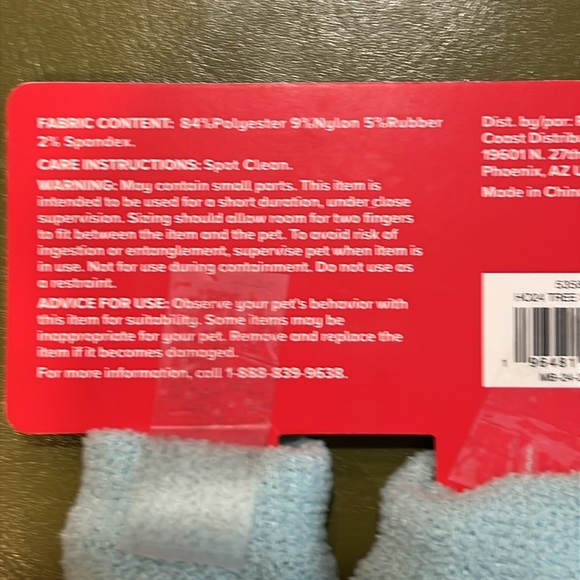 FABRIC CONTENT: 84%Polyester 9%Nylon 5%Rubber
2% Spandex.
CARE INSTRUCTIONS: Spot Clean.
WARNING: May contain small parts. This item is
intended to be used for a short duration, under close
supervision. Sizing should allow room for two fingers
to fit between the item and the pet. To avoid risk of
ingestion or entanglement, supervise pet when item is
in use. Not for use during containment. Do not use as
a restraint.
ADVICE FOR USE: Observe your pet's behavior with
this item for suitability. Some items may be
inappropriate for your pet. Remove and replace the
item if it becomes damaged.
For more information, call 1-888-839-9638.
Dist. by/par:
Coast Distrib
19601 N. 27th
Phoenix, AZ U
Made in Chin
5358
HO24 TREE
1 96481
MB-24-